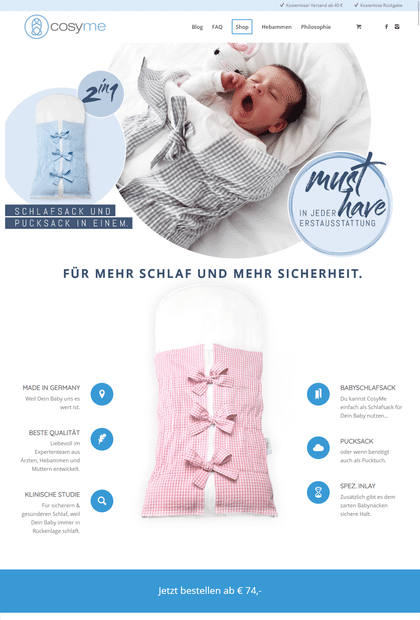 ✓ Kostenloser Versand ab 40 € ✓ Kostenlose Rückgabe
cosyme
Blog FAQ Shop Hebammen Philosophie
2in1
SCHLAFSACK UND
PUCKSACK IN EINEM.
must
have
IN JEDER
ERSTAUSSTATTUNG
FÜR MEHR SCHLAF UND MEHR SICHERHEIT.
MADE IN GERMANY
Weil Dein Baby uns es
wert ist.
BESTE QUALITÄT
Liebevoll im
Expertenteam aus
Ärzten, Hebammen und
Müttern entwickelt.
KLINISCHE STUDIE
Für sichereren &
gesünderen Schlaf, weil
Dein Baby immer in
Rückenlage schläft.
BABYSCHLAFSACK
Du kannst CosyMe
einfach als Schlafsack für
Dein Baby nutzen...
PUCKSACK
oder wenn benötigt
auch als Pucktuch.
SPEZ. INLAY
Zusätzlich gibt es dem
zarten Babynacken
sichere Halt.
Jetzt bestellen ab € 74,-